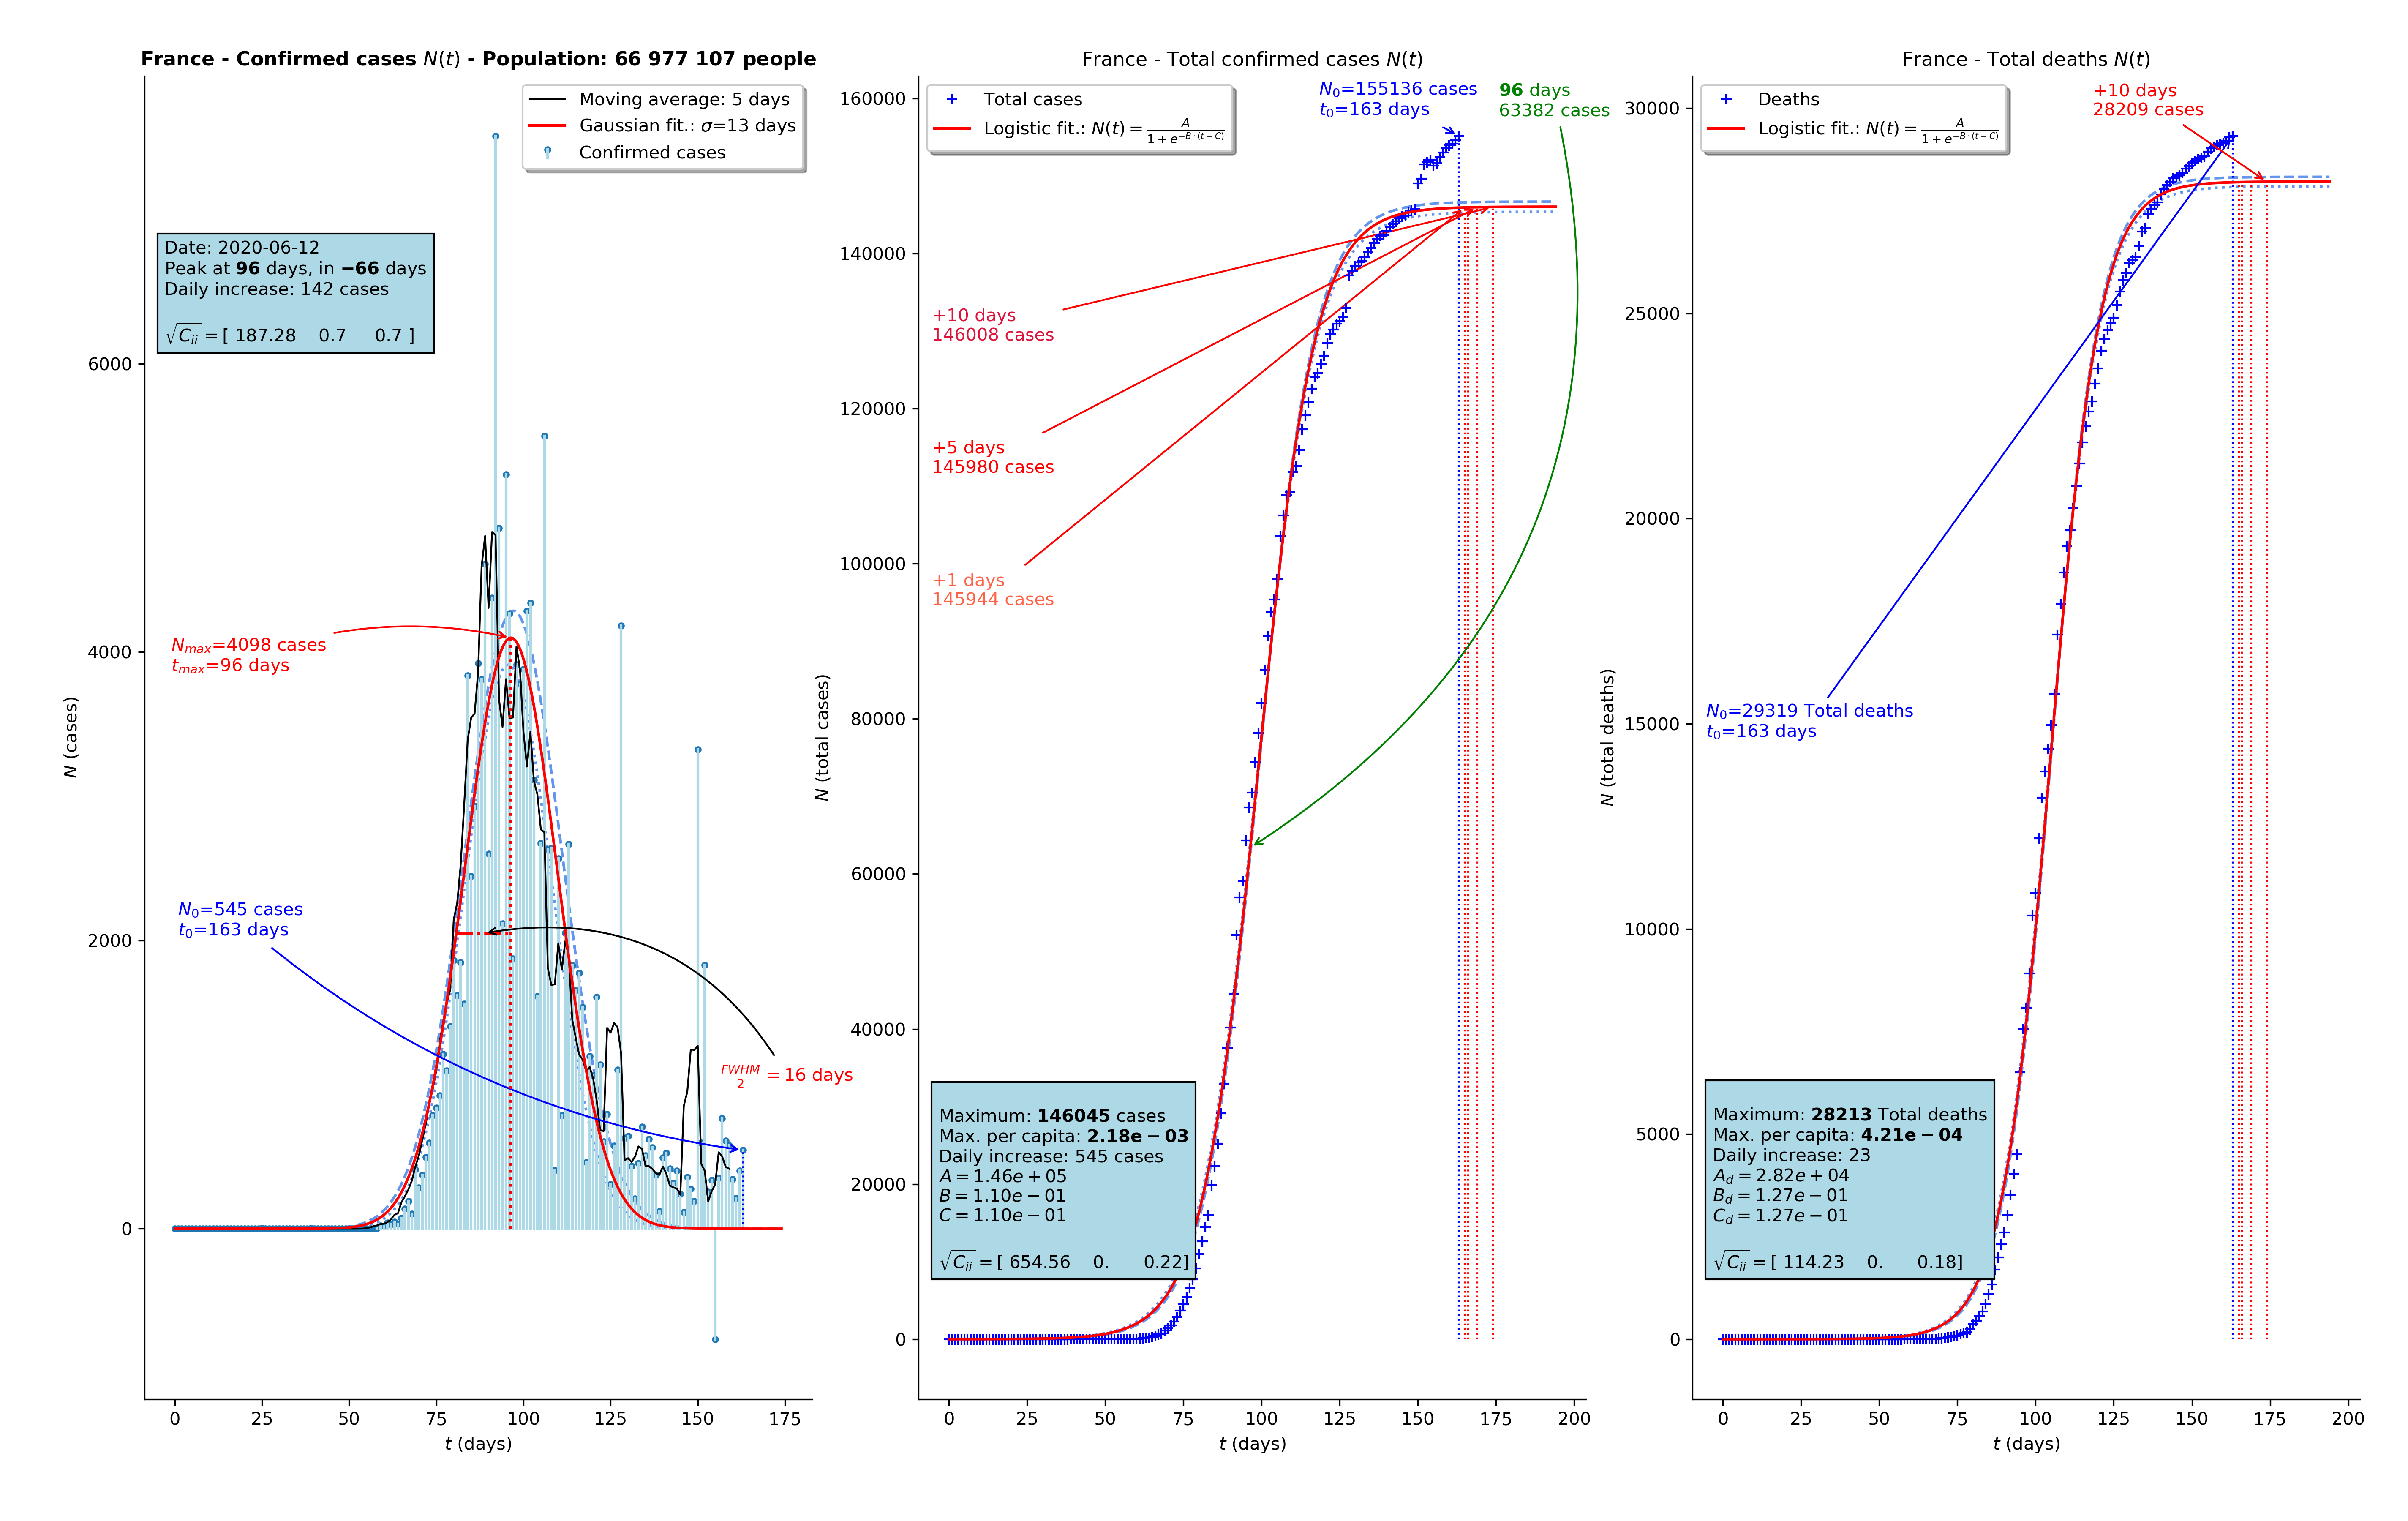 France - Confirmed cases N(t) - Population: 66 977 107 people
Moving average: 5 days
Gaussian fit.: σ=13 days
Confirmed cases
Date: 2020-06-12
Peak at 96 days, in −66 days
Daily increase: 142 cases
√C_ii = [ 187.28 0.7 0.7 ]
N_max=4098 cases
t_max=96 days
N_0=545 cases
t_0=163 days
FWHM/2 = 16 days
6000
4000
2000
0
N (cases)
0 25 50 75 100 125 150 175
t (days)
France - Total confirmed cases N(t)
Total cases
Logistic fit.: N(t) = A/(1 + e^{−B·(t−C)})
N_0=155136 cases
t_0=163 days
96 days
63382 cases
+10 days
146008 cases
+5 days
145980 cases
+1 days
145944 cases
Maximum: 146045 cases
Max. per capita: 2.18e − 03
Daily increase: 545 cases
A = 1.46e + 05
B = 1.10e − 01
C = 1.10e − 01
√C_ii = [ 654.56 0. 0.22]
160000
140000
120000
100000
80000
60000
40000
20000
0
N (total cases)
0 25 50 75 100 125 150 175 200
t (days)
France - Total deaths N(t)
Deaths
Logistic fit.: N(t) = A/(1 + e^{−B·(t−C)})
+10 days
28209 cases
N_0=29319 Total deaths
t_0=163 days
Maximum: 28213 Total deaths
Max. per capita: 4.21e − 04
Daily increase: 23
A_d = 2.82e + 04
B_d = 1.27e − 01
C_d = 1.27e − 01
√C_ii = [ 114.23 0. 0.18]
30000
25000
20000
15000
10000
5000
0
N (total deaths)
0 25 50 75 100 125 150 175 200
t (days)